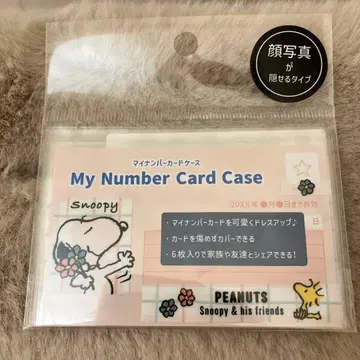 顔写真
が
隠せるタイプ
マイナンバーカードケース
My Number Card Case
Snoopy
20XX年●月●日まで有効
日
・マイナンバーカードを可愛くドレスアップ♪
・カードを傷めずカバーできる
・6枚入りで家族や友達とシェアできる!
PEANUTS
Snoopy & his friends